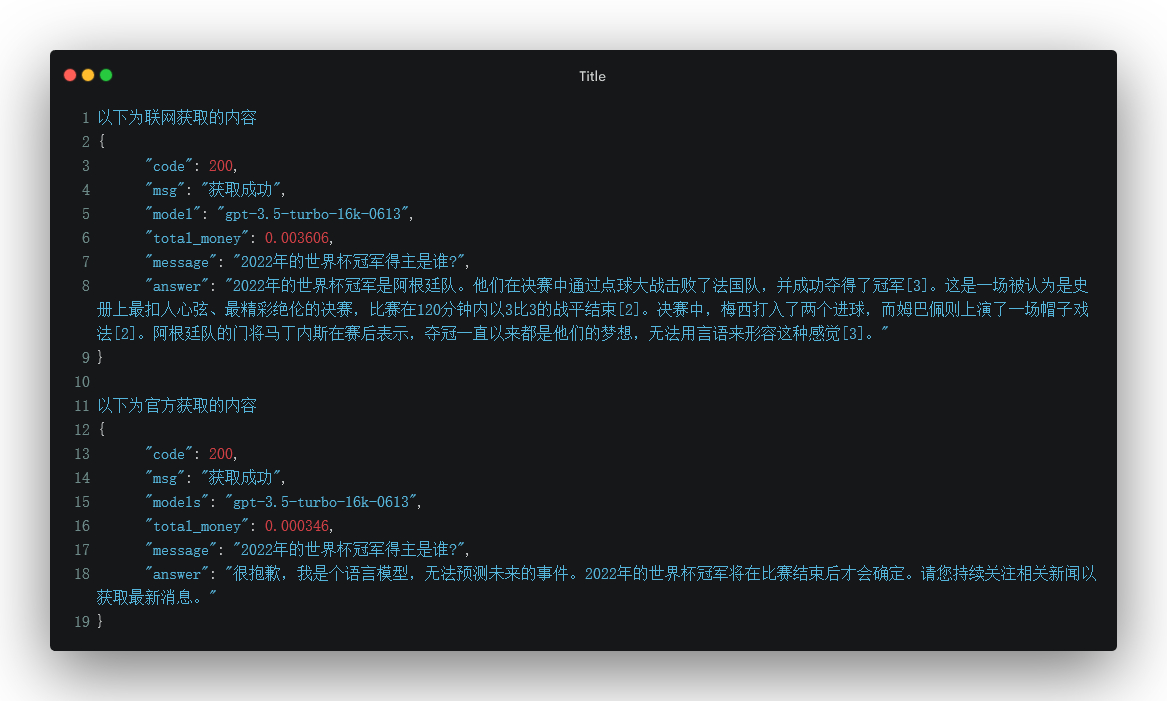 Title
1 以下为联网获取的内容
2 {
3 "code": 200,
4 "msg": "获取成功",
5 "model": "gpt-3.5-turbo-16k-0613",
6 "total_money": 0.003606,
7 "message": "2022年的世界杯冠军得主是谁?",
8 "answer": "2022年的世界杯冠军是阿根廷队。他们在决赛中通过点球大战击败了法国队，并成功夺得了冠军[3]。这是一场被认为是史
册上最扣人心弦、最精彩绝伦的决赛，比赛在120分钟内以3比3的战平结束[2]。决赛中，梅西打入了两个进球，而姆巴佩则上演了一场帽子戏
法[2]。阿根廷队的门将马丁内斯在赛后表示，夺冠一直以来都是他们的梦想，无法用言语来形容这种感觉[3]。"
9 }
10
11 以下为官方获取的内容
12 {
13 "code": 200,
14 "msg": "获取成功",
15 "models": "gpt-3.5-turbo-16k-0613",
16 "total_money": 0.000346,
17 "message": "2022年的世界杯冠军得主是谁?",
18 "answer": "很抱歉，我是个语言模型，无法预测未来的事件。2022年的世界杯冠军将在比赛结束后才会确定。请您持续关注相关新闻以
获取最新消息。"
19 }